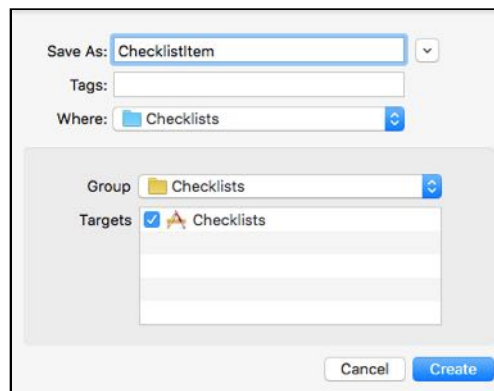 Save As: ChecklistItem
Tags:
Where: Checklists
Group Checklists
Targets Checklists
Cancel Create